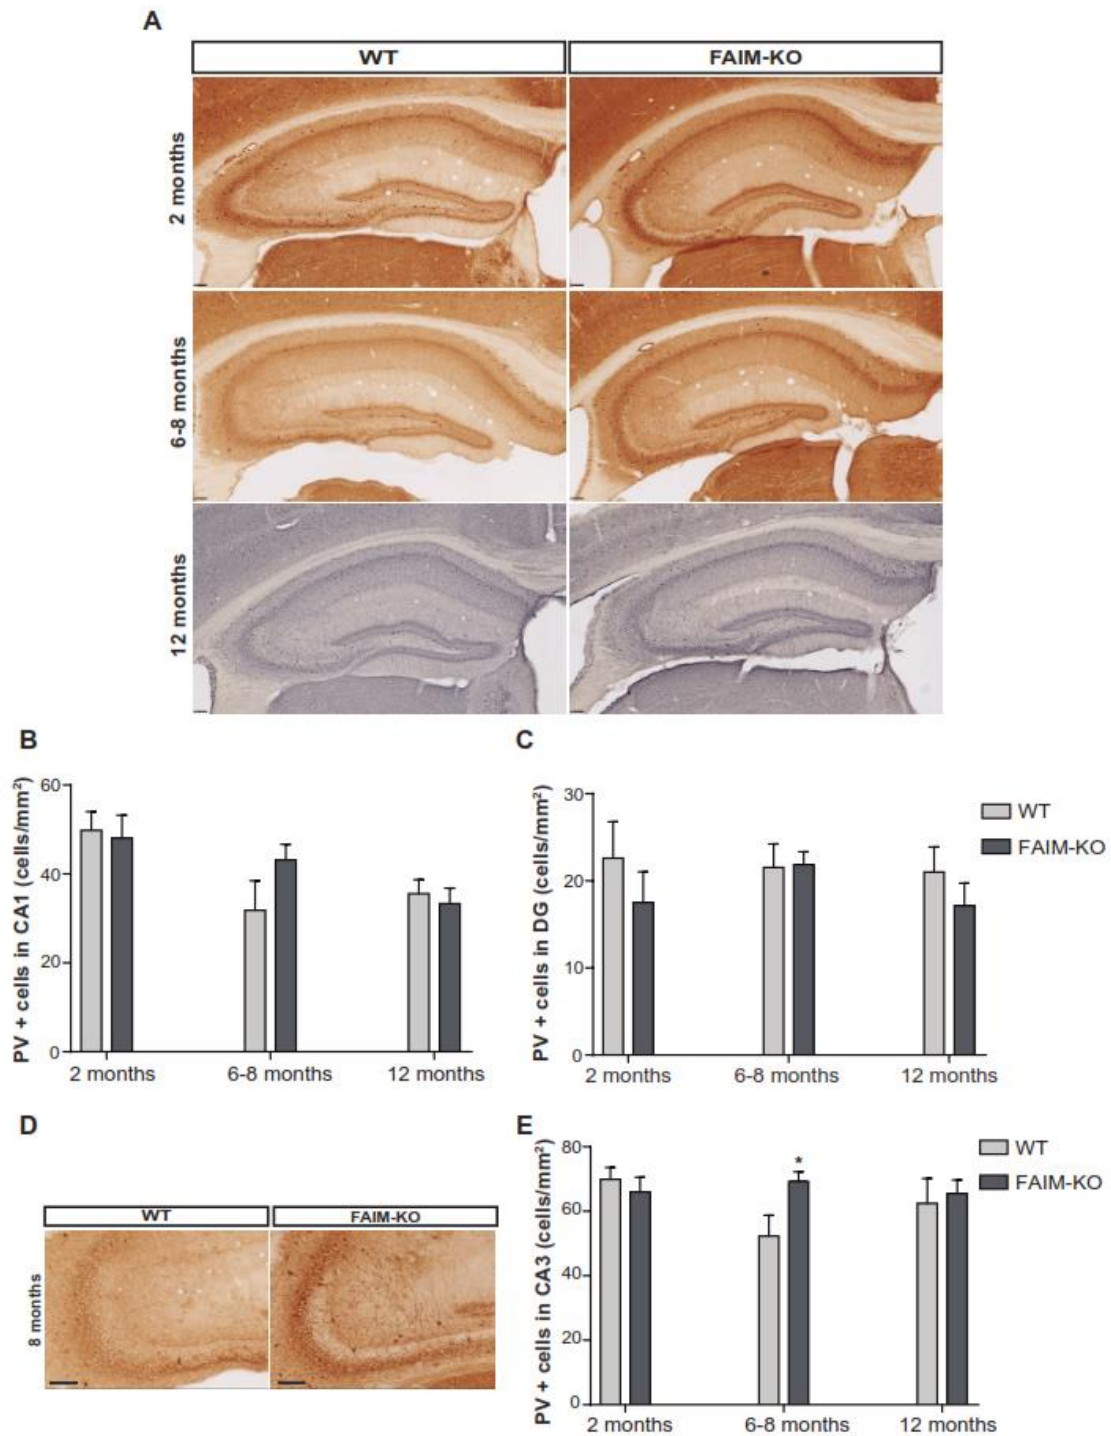 A
WT FAIM-KO
2 months
6-8 months
12 months
B
PV + cells in CA1 (cells/mm²)
60
40
20
0
2 months 6-8 months 12 months
C
PV + cells in DG (cells/mm²)
30
20
10
0
2 months 6-8 months 12 months
WT
FAIM-KO
D
WT FAIM-KO
8 months
E
PV + cells in CA3 (cells/mm²)
80
60
40
20
0
*
2 months 6-8 months 12 months
WT
FAIM-KO